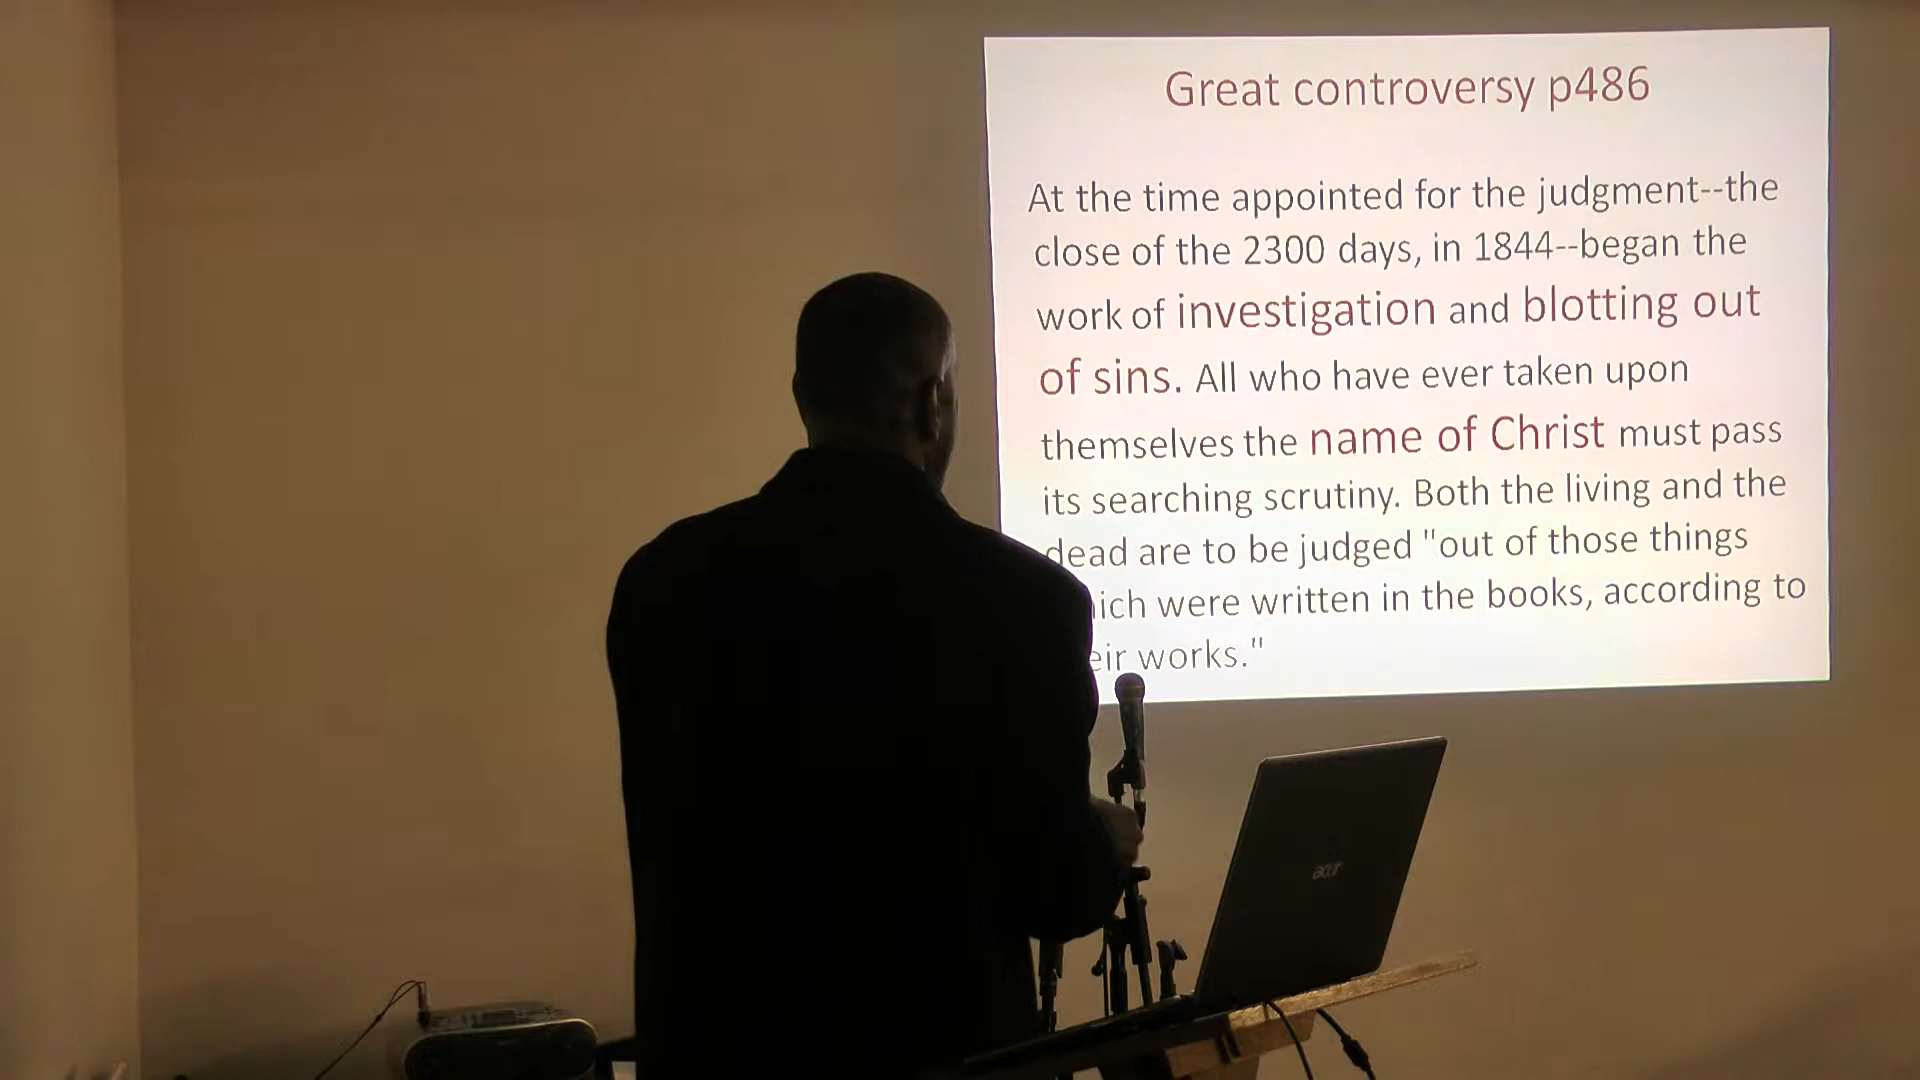 Great controversy p486
At the time appointed for the judgment--the
close of the 2300 days, in 1844--began the
work of investigation and blotting out
of sins. All who have ever taken upon
themselves the name of Christ must pass
its searching scrutiny. Both the living and the
dead are to be judged "out of those things
were written in the books, according to
works."
acer